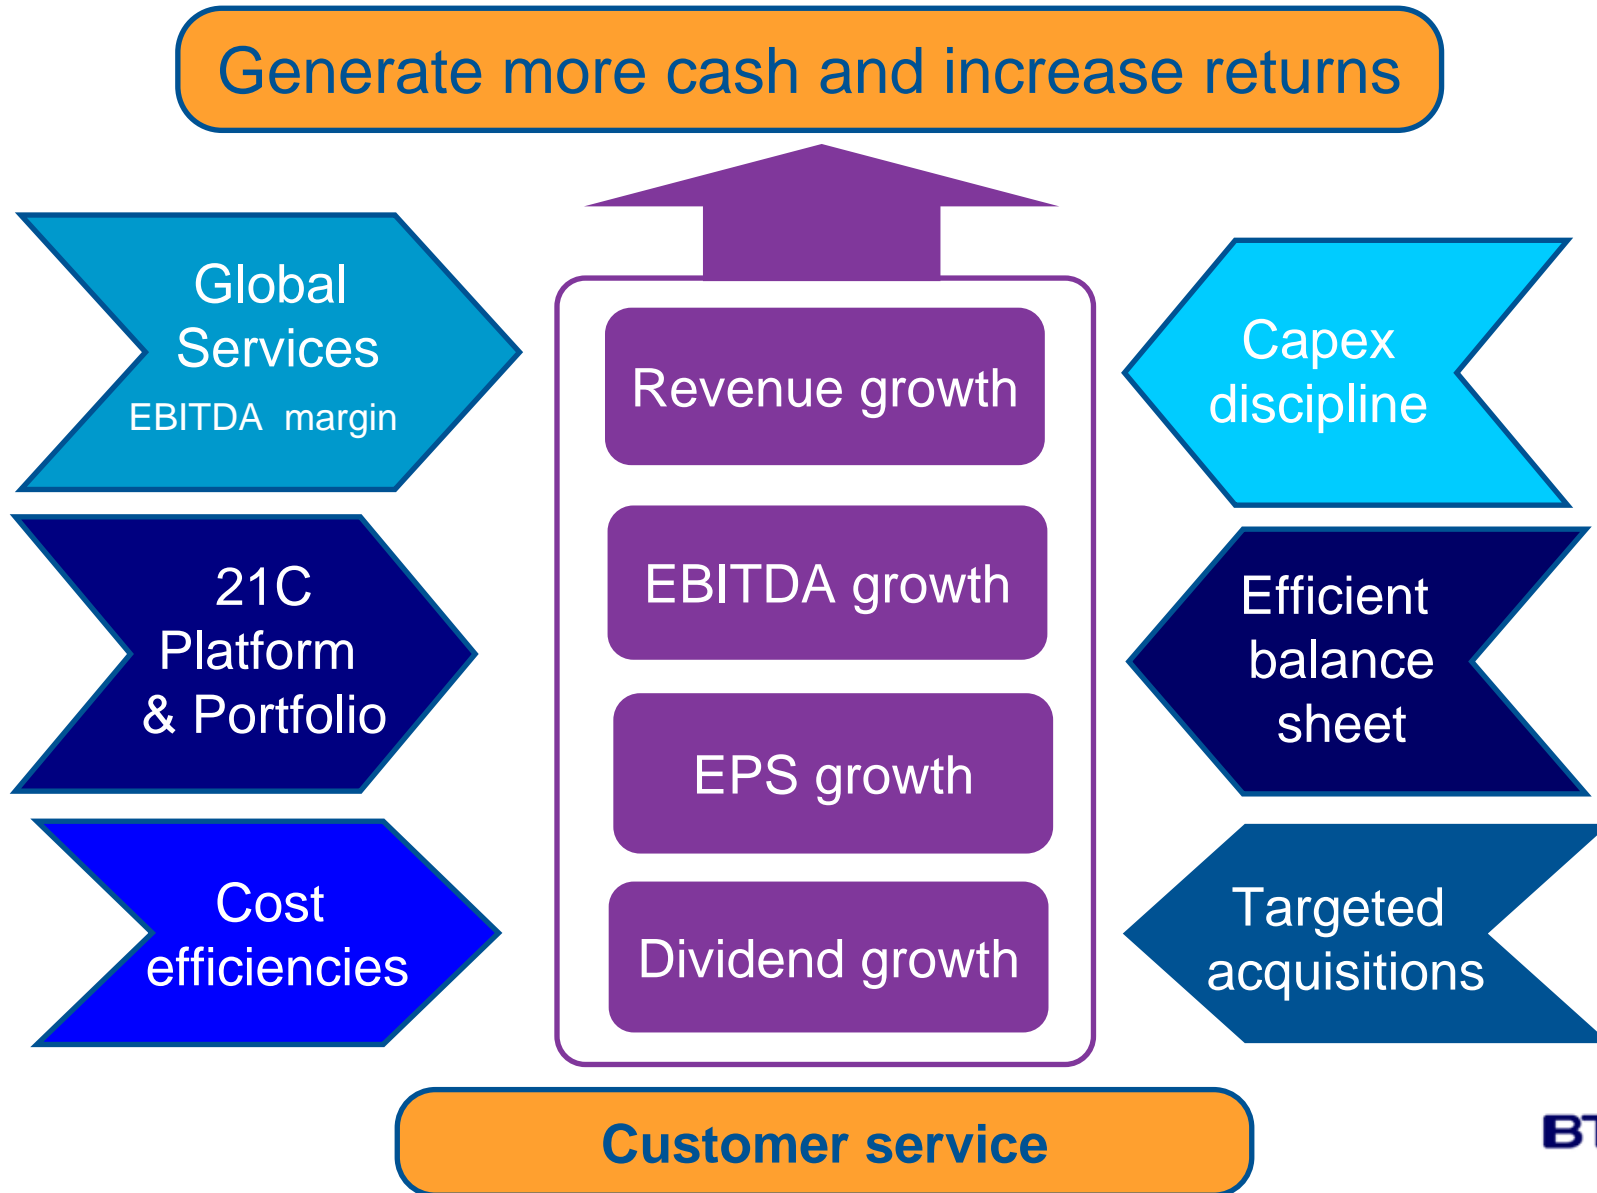 Generate more cash and increase returns
Global
Services
EBITDA margin
21C
Platform
& Portfolio
Cost
efficiencies
Revenue growth
EBITDA growth
EPS growth
Dividend growth
Capex
discipline
Efficient
balance
sheet
Targeted
acquisitions
Customer service
BT